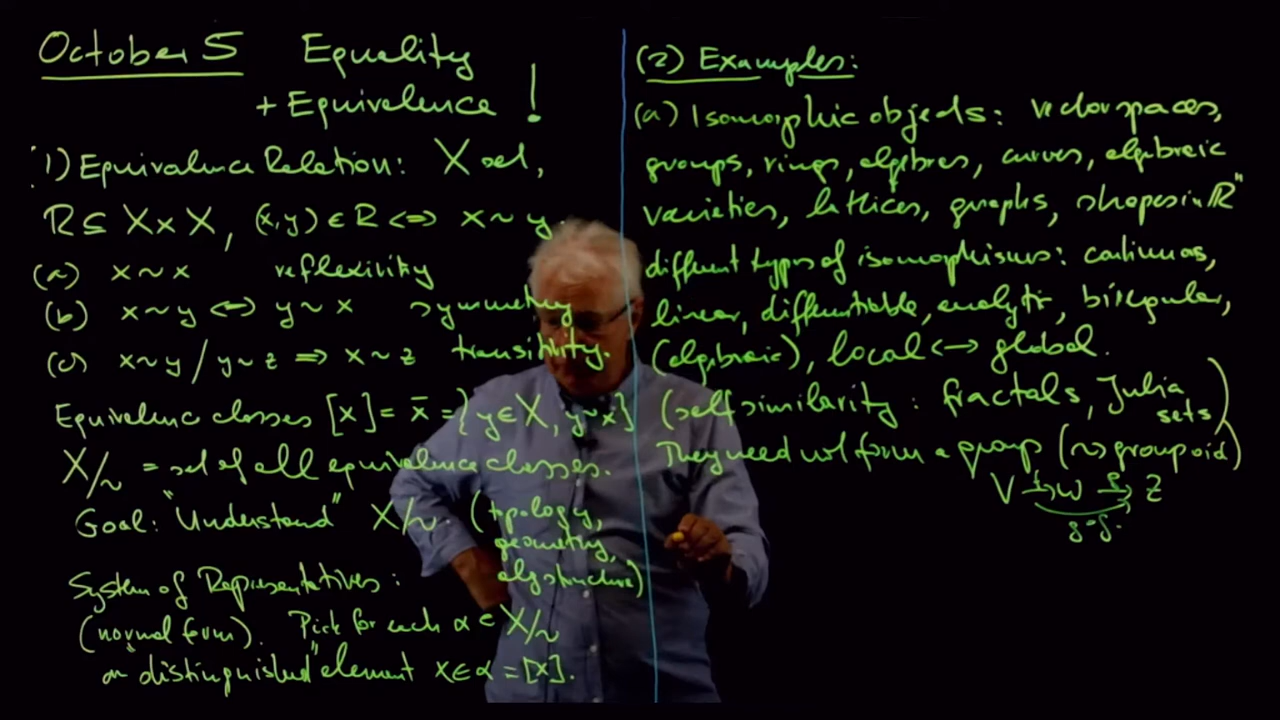 October 5 Equality
+ Equivalence !
1) Equivalence Relation: X set,
R ⊆ X × X, (x,y) ∈ R ⇔ x ~ y.
(a) x ~ x reflexivity
(b) x ~ y ⇔ y ~ x symmetry
(c) x ~ y / y ~ z ⇒ x ~ z transitivity.
Equivalence classes [x] = x̄ = {y ∈ X, y ~ x}
X/~ = set of all equivalence classes.
Goal: "Understand" X/~. (topology,
geometry,
alg structure)
System of Representatives:
(normal form). Pick for each α ∈ X/~
a "distinguished" element x ∈ α = [x].
(2) Examples:
(a) Isomorphic objects: vector spaces,
groups, rings, algebras, curves, algebraic
varieties, lattices, graphs, shapes in ℝⁿ
different types of isomorphisms: continuous,
linear, differentiable, analytic, biregular,
(algebraic), local ↔ global.
(self similarity: fractals, Julia
sets)
They need not form a group (~> groupoid)
V → W → Z